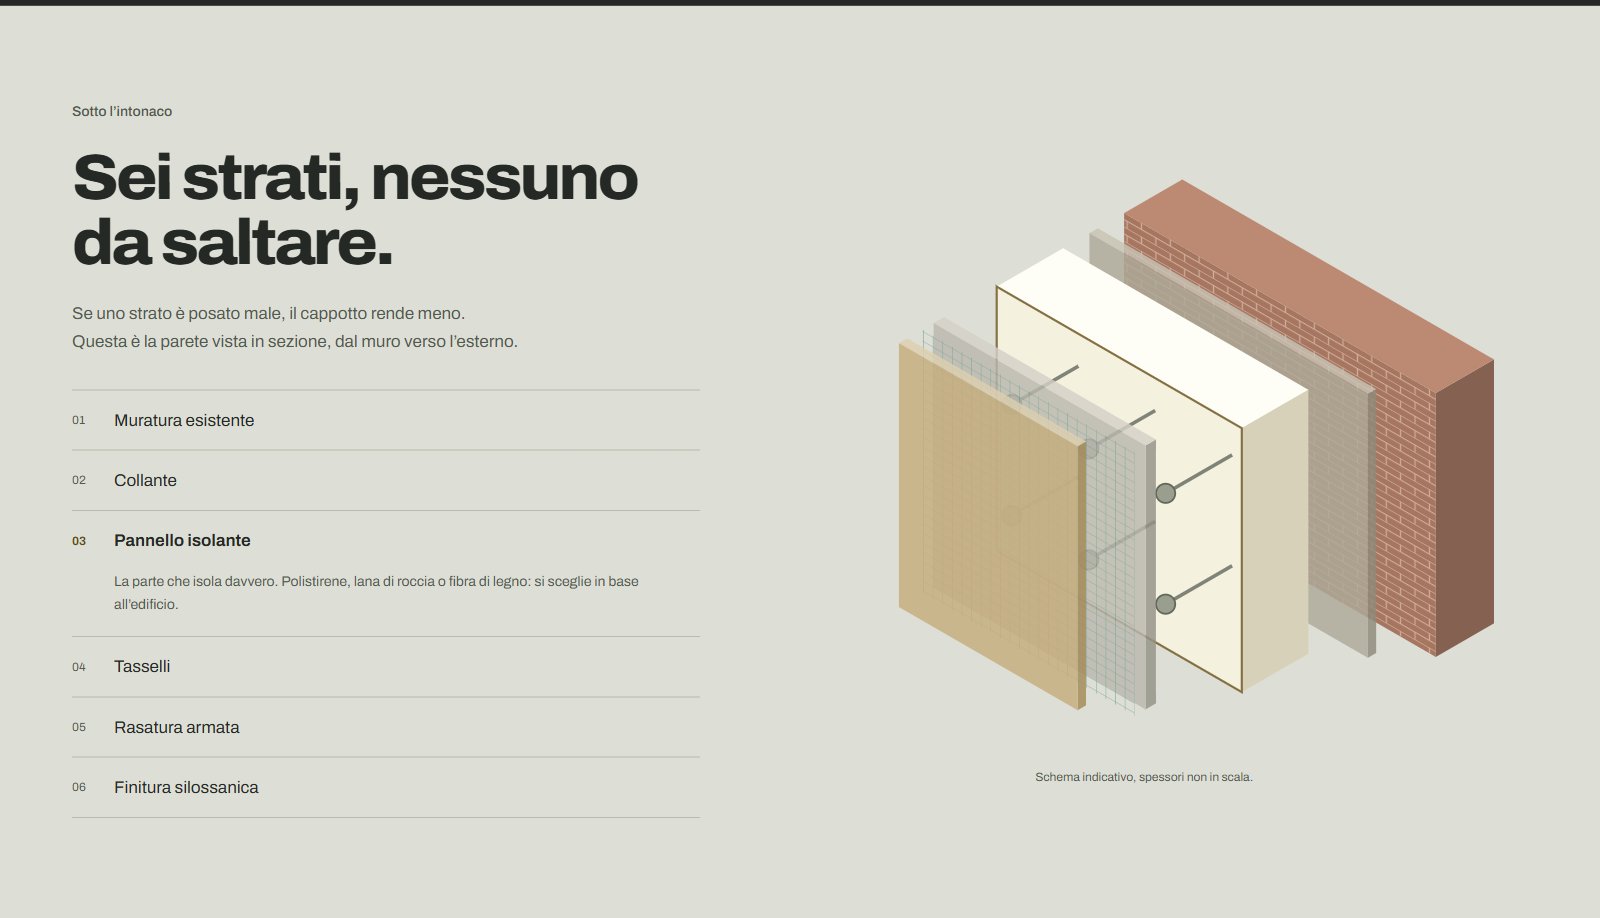 Sotto l’intonaco
Sei strati, nessuno
da saltare.
Se uno strato è posato male, il cappotto rende meno.
Questa è la parete vista in sezione, dal muro verso l’esterno.
01 Muratura esistente
02 Collante
03 Pannello isolante
La parte che isola davvero. Polistirene, lana di roccia o fibra di legno: si sceglie in base
all’edificio.
04 Tasselli
05 Rasatura armata
06 Finitura silossanica
Schema indicativo, spessori non in scala.